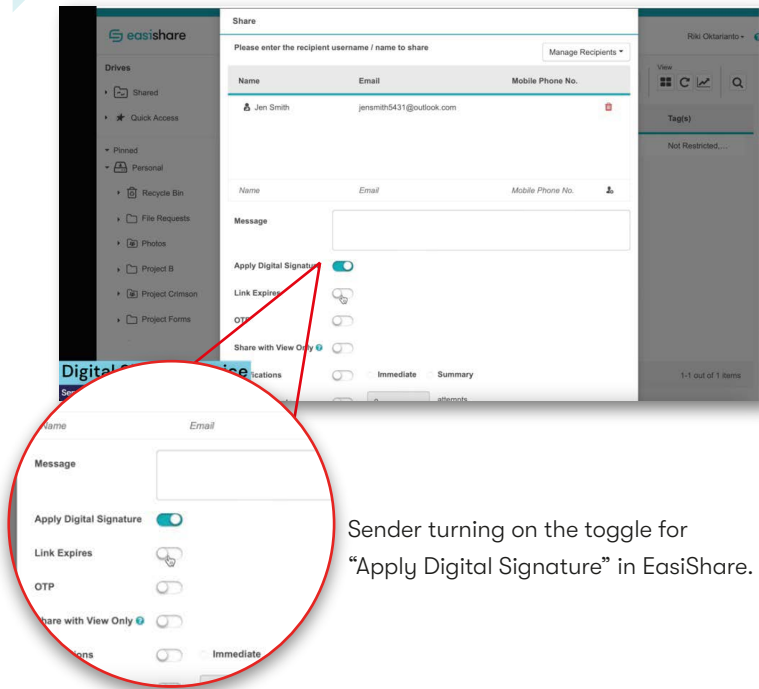 easishare
Share
Riki Oktarianto
Please enter the recipient username / name to share
Manage Recipients
Drives
View
Name Email Mobile Phone No.
Shared
Jen Smith jensmith5431@outlook.com
Quick Access
Tag(s)
Pinned
Not Restricted,...
Personal
Recycle Bin
Name Email Mobile Phone No.
File Requests
Message
Photos
Project B
Apply Digital Signature
Project Crimson
Link Expires
Project Forms
OTP
Share with View Only
Immediate Summary
1-1 out of 1 items
attempts
Name Email
Message
Apply Digital Signature
Link Expires
OTP
Share with View Only
Immediate
Sender turning on the toggle for
“Apply Digital Signature” in EasiShare.